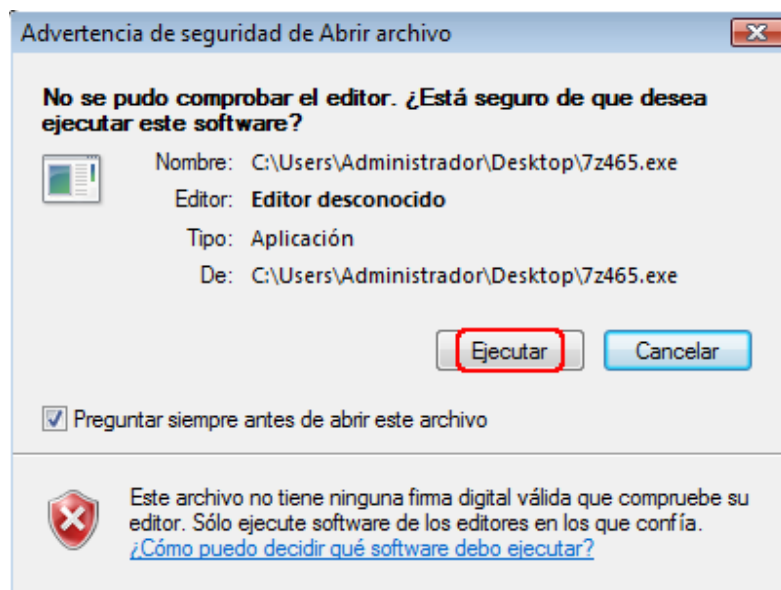 Advertencia de seguridad de Abrir archivo
No se pudo comprobar el editor. ¿Está seguro de que desea
ejecutar este software?
Nombre: C:\Users\Administrador\Desktop\7z465.exe
Editor: Editor desconocido
Tipo: Aplicación
De: C:\Users\Administrador\Desktop\7z465.exe
Ejecutar Cancelar
Preguntar siempre antes de abrir este archivo
Este archivo no tiene ninguna firma digital válida que compruebe su
editor. Sólo ejecute software de los editores en los que confía.
¿Cómo puedo decidir qué software debo ejecutar?